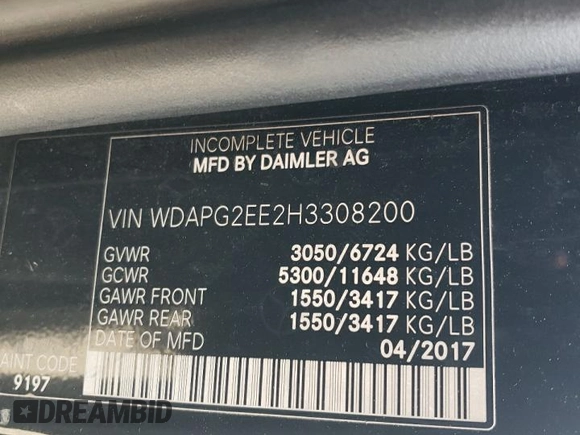 INCOMPLETE VEHICLE
MFD BY DAIMLER AG
VIN WDAPG2EE2H3308200
GVWR 3050/6724 KG/LB
GCWR 5300/11648 KG/LB
GAWR FRONT 1550/3417 KG/LB
GAWR REAR 1550/3417 KG/LB
DATE OF MFD 04/2017
AINT CODE
9197
DREAMBID